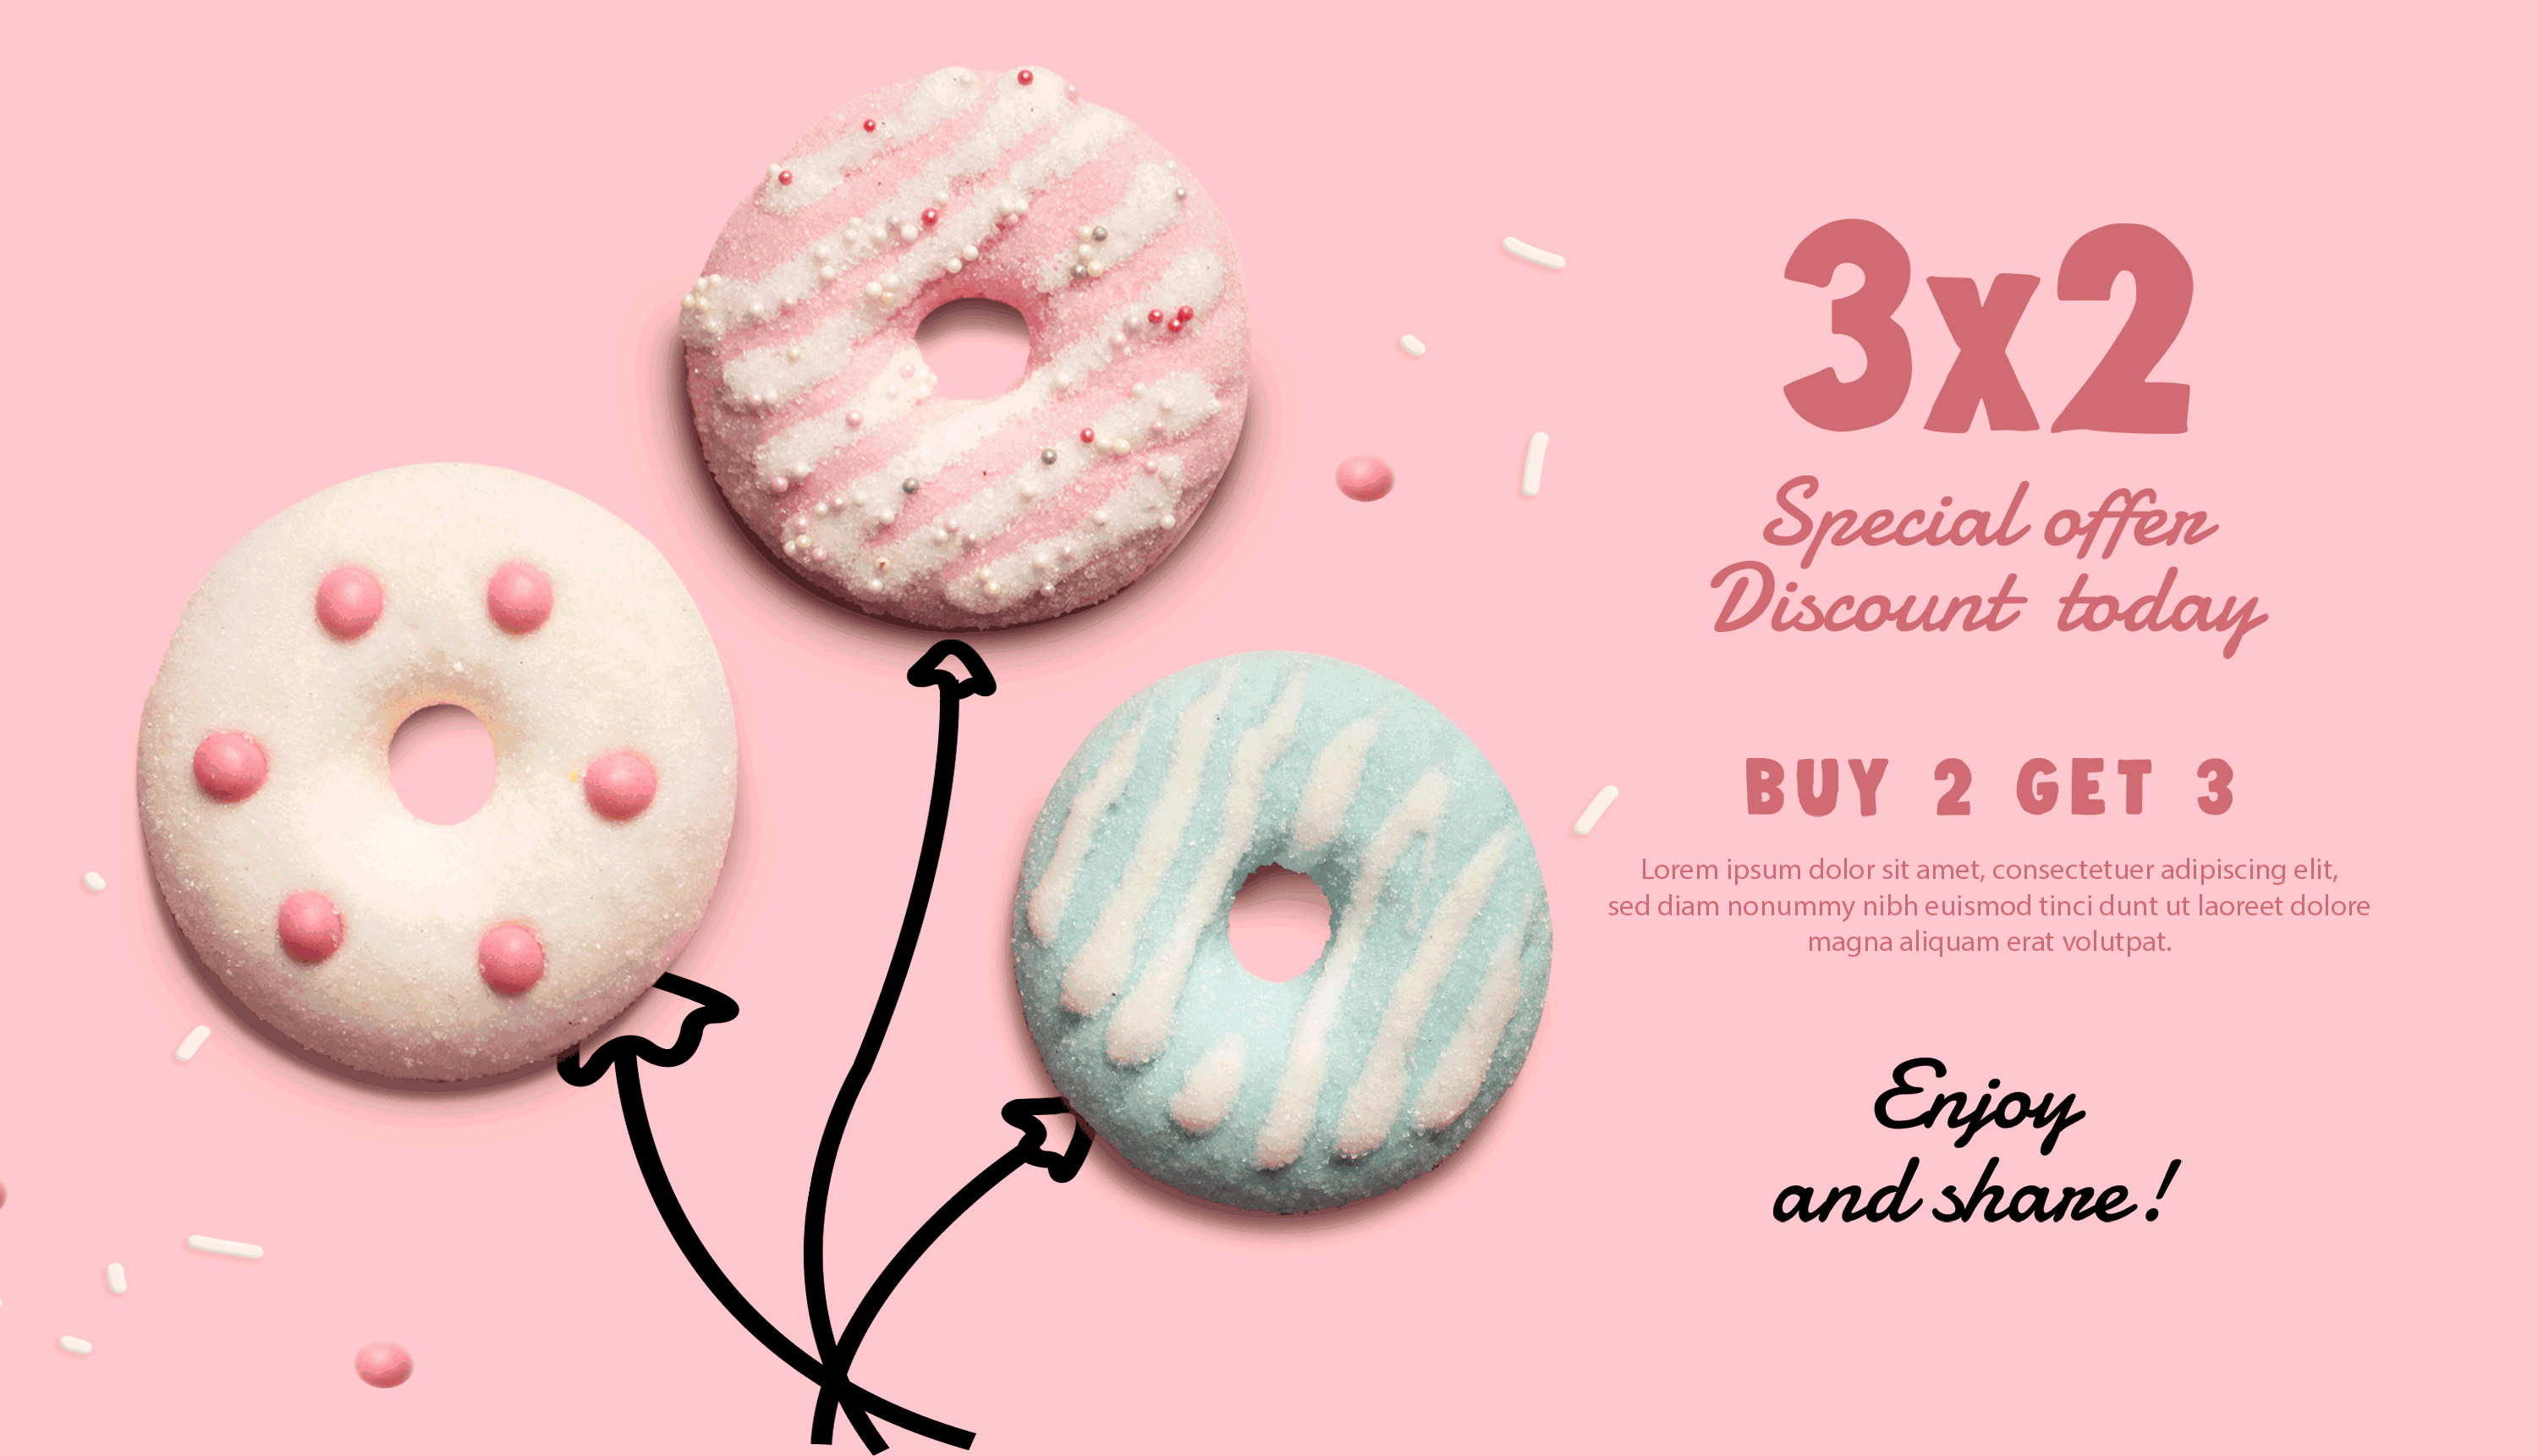 3x2
Special offer
Discount today
BUY 2 GET 3
Lorem ipsum dolor sit amet, consectetuer adipiscing elit,
sed diam nonummy nibh euismod tinci dunt ut laoreet dolore
magna aliquam erat volutpat.
Enjoy
and share!